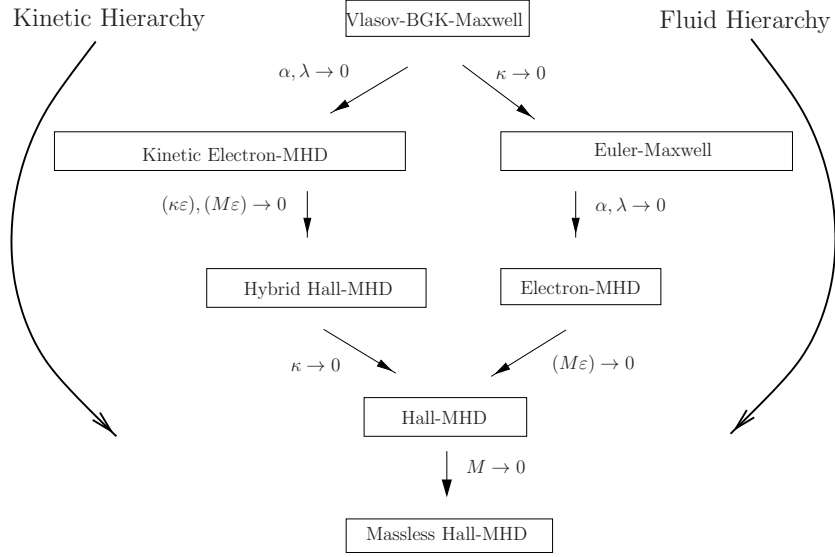 Kinetic Hierarchy
Vlasov-BGK-Maxwell
Fluid Hierarchy
α, λ → 0
κ → 0
Kinetic Electron-MHD
Euler-Maxwell
(κε), (Mε) → 0
α, λ → 0
Hybrid Hall-MHD
Electron-MHD
κ → 0
(Mε) → 0
Hall-MHD
M → 0
Massless Hall-MHD